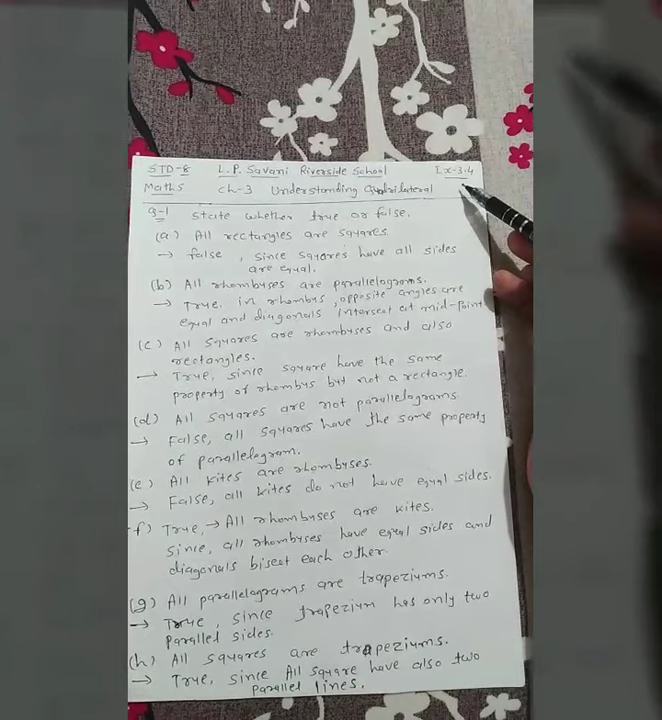 STD-8 L.P. Savani Riverside School Ex-3.4
Maths Ch-3 Understanding Quadrilateral
Q-1 State whether true or false.
(a) All rectangles are squares.
→ false, since squares have all sides
are equal.
(b) All rhombuses are parallelograms.
→ True. in rhombus, opposite angles are
equal and diagonals intersect at mid-point
(c) All squares are rhombuses and also
rectangles.
→ True, since square have the same
property of rhombus but not a rectangle.
(d) All squares are not parallelograms
→ False, all squares have the same property
of parallelogram.
(e) All kites are rhombuses.
→ False, all kites do not have equal sides.
f) True, → All rhombuses are kites.
since, all rhombuses have equal sides and
diagonals bisect each other.
(g) All parallelograms are trapeziums.
→ True, since trapezium has only two
Paralled sides.
(h) All squares are trapeziums.
→ True, since All square have also two
parallel lines.